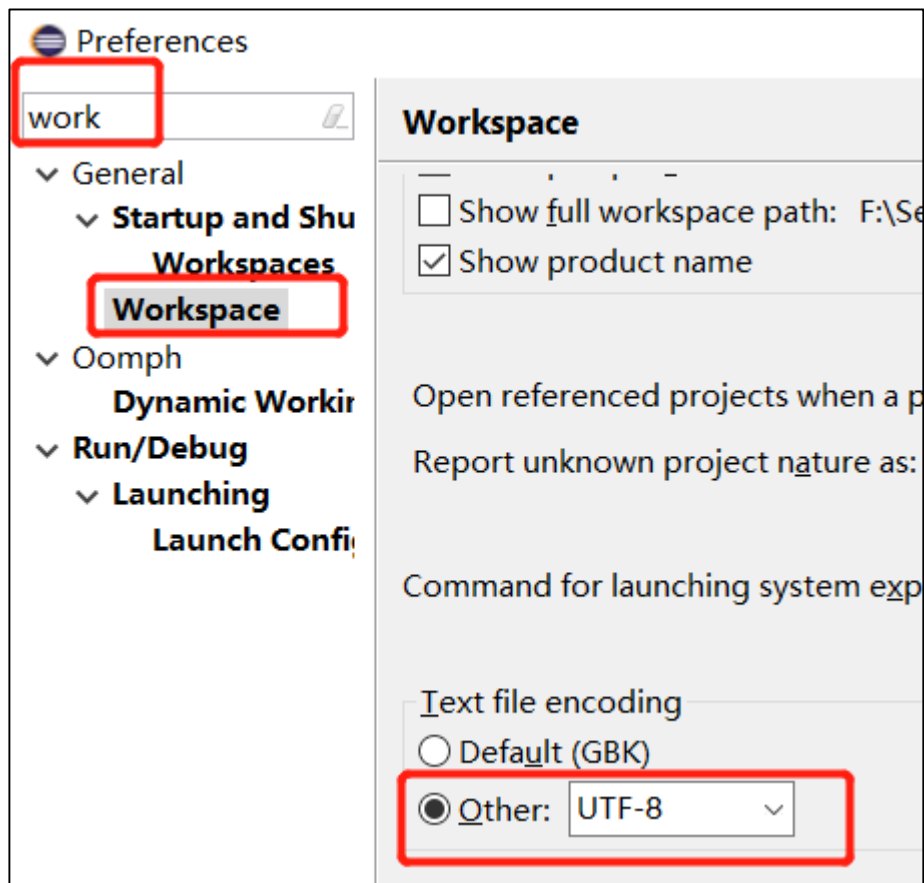 Preferences
work
General
Startup and Shu
Workspaces
Workspace
Oomph
Dynamic Workin
Run/Debug
Launching
Launch Config
Workspace
Show full workspace path: F:\Se
Show product name
Open referenced projects when a p
Report unknown project nature as:
Command for launching system exp
Text file encoding
Default (GBK)
Other: UTF-8